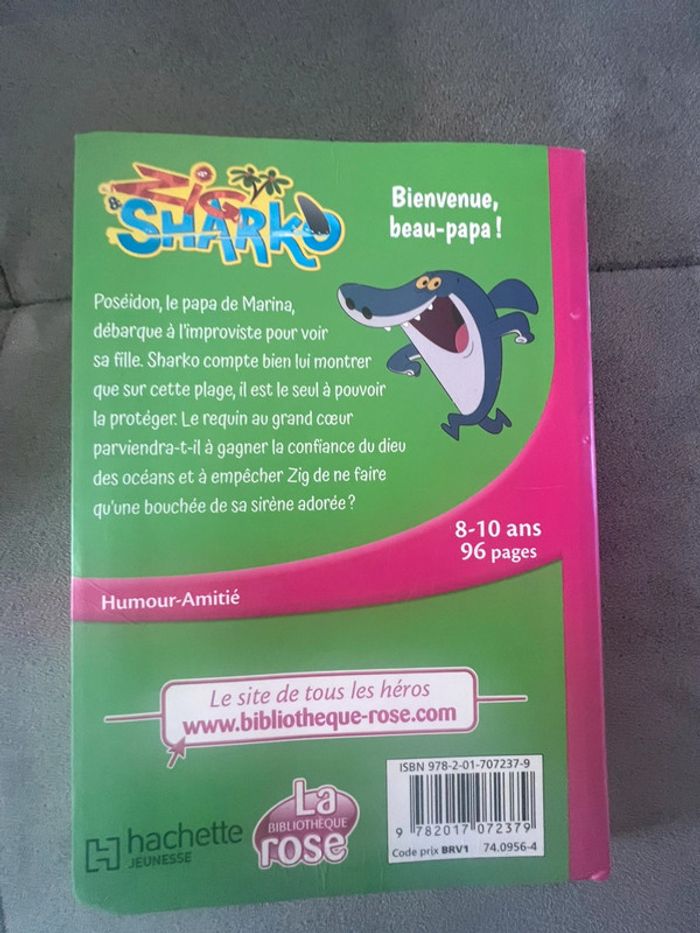 ZIG
& SHARKO
Bienvenue,
beau-papa !
Poséidon, le papa de Marina,
débarque à l'improviste pour voir
sa fille. Sharko compte bien lui montrer
que sur cette plage, il est le seul à pouvoir
la protéger. Le requin au grand cœur
parviendra-t-il à gagner la confiance du dieu
des océans et à empêcher Zig de ne faire
qu'une bouchée de sa sirène adorée ?
8-10 ans
96 pages
Humour-Amitié
Le site de tous les héros
www.bibliotheque-rose.com
hachette
JEUNESSE
La
BIBLIOTHÈQUE
rose
ISBN 978-2-01-707237-9
9 782017 072379
Code prix BRV1 74.0956-4